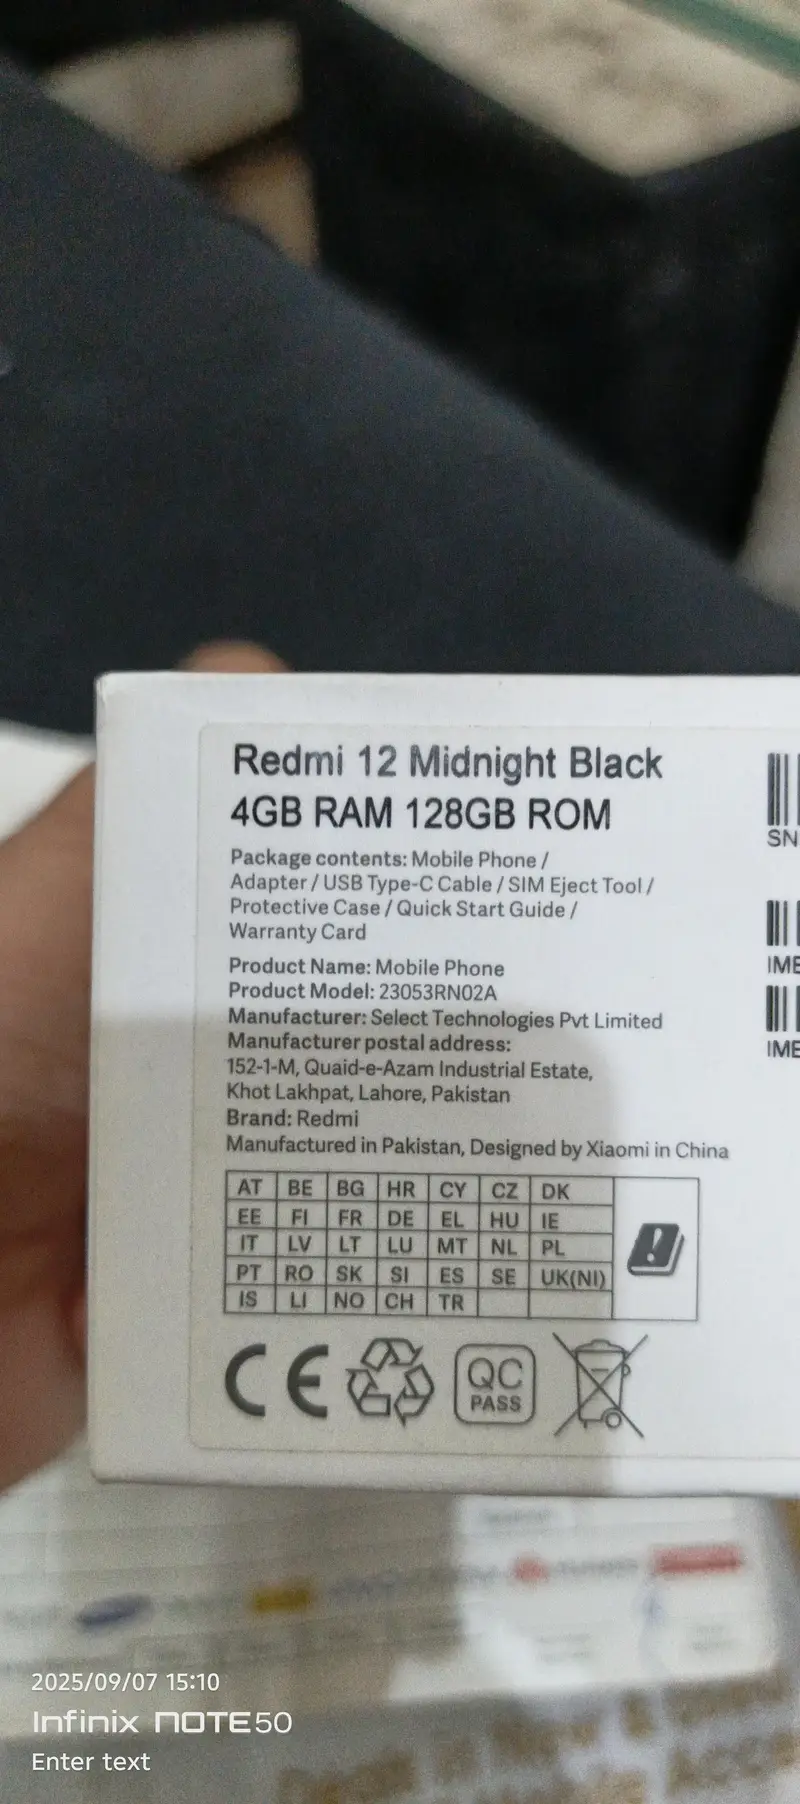 Redmi 12 Midnight Black
4GB RAM 128GB ROM
Package contents: Mobile Phone /
Adapter / USB Type-C Cable / SIM Eject Tool /
Protective Case / Quick Start Guide /
Warranty Card
Product Name: Mobile Phone
Product Model: 23053RN02A
Manufacturer: Select Technologies Pvt Limited
Manufacturer postal address:
152-1-M, Quaid-e-Azam Industrial Estate,
Khot Lakhpat, Lahore, Pakistan
Brand: Redmi
Manufactured in Pakistan, Designed by Xiaomi in China
AT BE BG HR CY CZ DK
EE FI FR DE EL HU IE
IT LV LT LU MT NL PL
PT RO SK SI ES SE UK(NI)
IS LI NO CH TR
CE
QC
PASS
SN
IME
IME
2025/09/07 15:10
Infinix NOTE50
Enter text